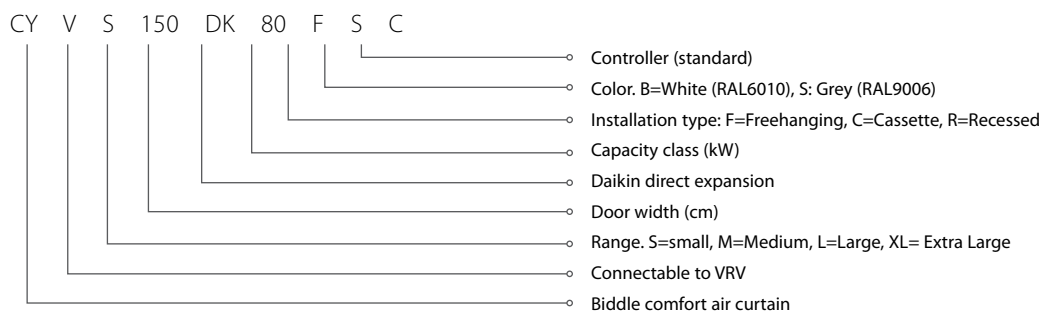 CY V S 150 DK 80 F S C
Controller (standard)
Color. B=White (RAL6010), S: Grey (RAL9006)
Installation type: F=Freehanging, C=Cassette, R=Recessed
Capacity class (kW)
Daikin direct expansion
Door width (cm)
Range. S=small, M=Medium, L=Large, XL= Extra Large
Connectable to VRV
Biddle comfort air curtain